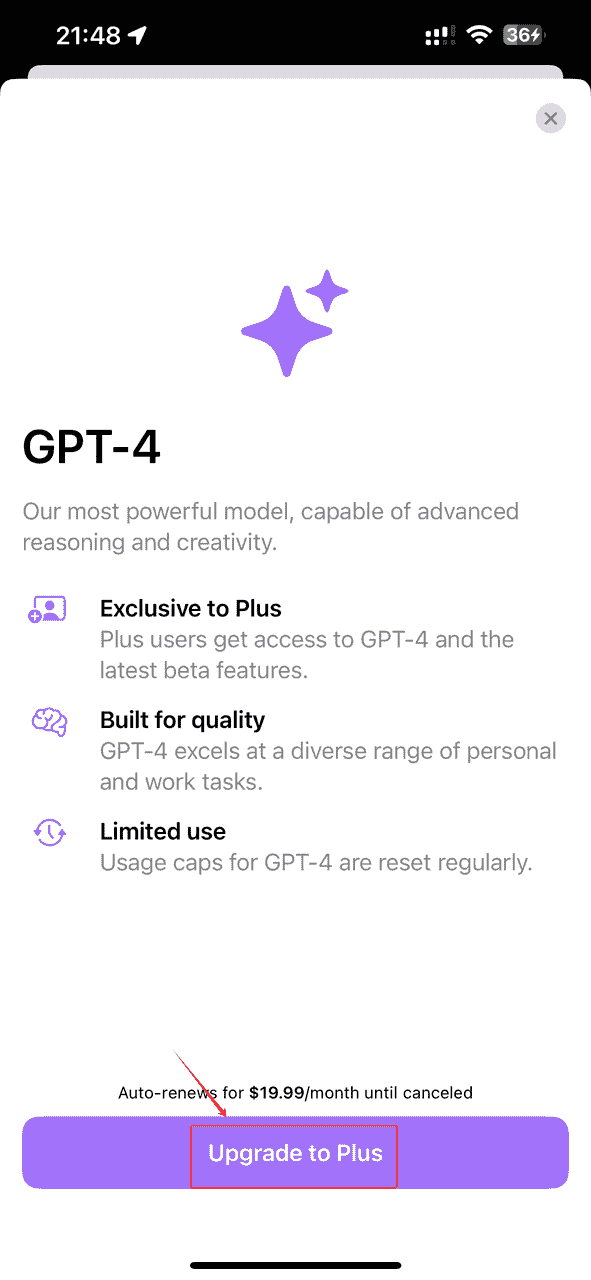 21:48
36
GPT-4
Our most powerful model, capable of advanced
reasoning and creativity.
Exclusive to Plus
Plus users get access to GPT-4 and the
latest beta features.
Built for quality
GPT-4 excels at a diverse range of personal
and work tasks.
Limited use
Usage caps for GPT-4 are reset regularly.
Auto-renews for $19.99/month until canceled
Upgrade to Plus